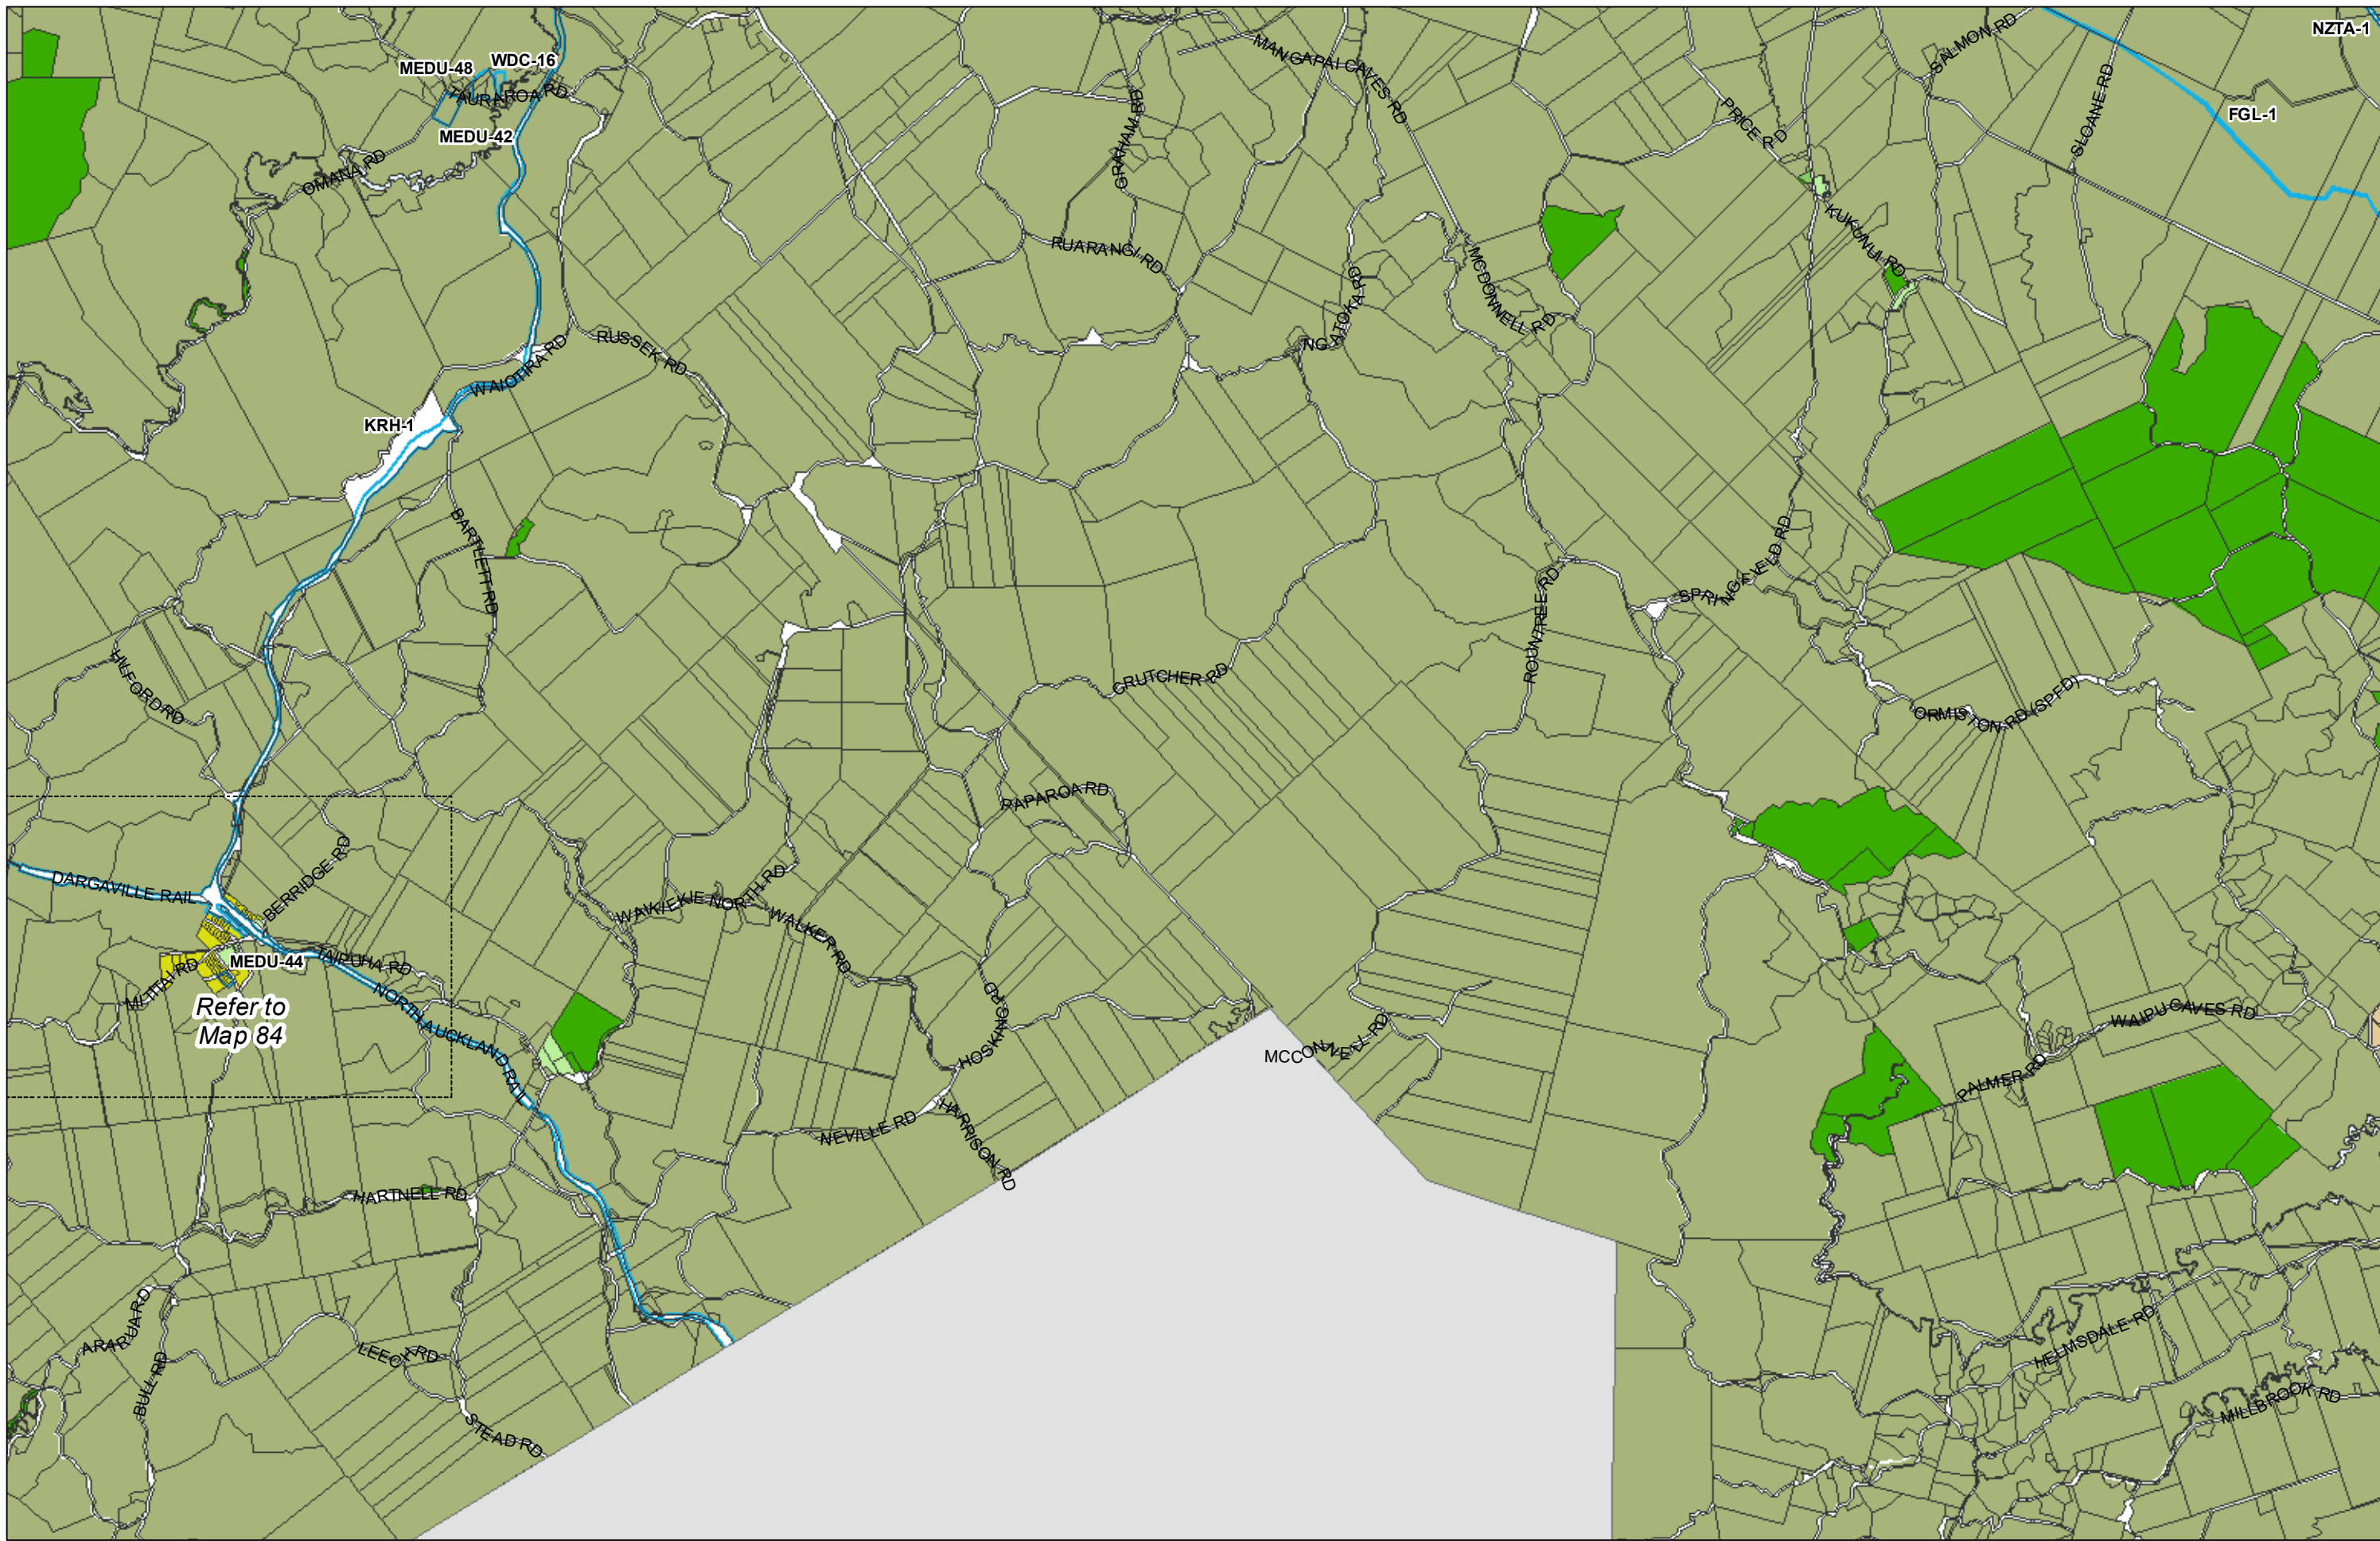 NZTA-1
SALMON RD
MANGAPAI CAVES RD
WDC-16
MEDU-48
TAURAROA RD
MEDU-42
GRAHAM RD
PRICE RD
SLOANE RD
FGL-1
OMANA RD
KUKUNUI RD
RUARANGI RD
MCDONNELL RD
NGATOKA RD
RUSSEK RD
WAIOTIRA RD
KRH-1
BARTLETT RD
SPRINGFIELD RD
ROUNTREE RD
HILFORD RD
CRUTCHER RD
ORMISTON RD (SPFD)
PAPAROA RD
BERRIDGE RD
DARGAVILLE RAIL
WAIKIEKIE NORTH RD
WALKER RD
MEDU-44
TAIPUHA RD
MITITAI RD
NORTH AUCKLAND RAIL
Refer to
Map 84
HOSKING RD
MCCONNELL RD
WAIPU CAVES RD
PALMER RD
NEVILLE RD
HARRISON RD
HARTNELL RD
ARARUA RD
LEECH RD
BULL RD
STEAD RD
HELMSDALE RD
MILLBROOK RD